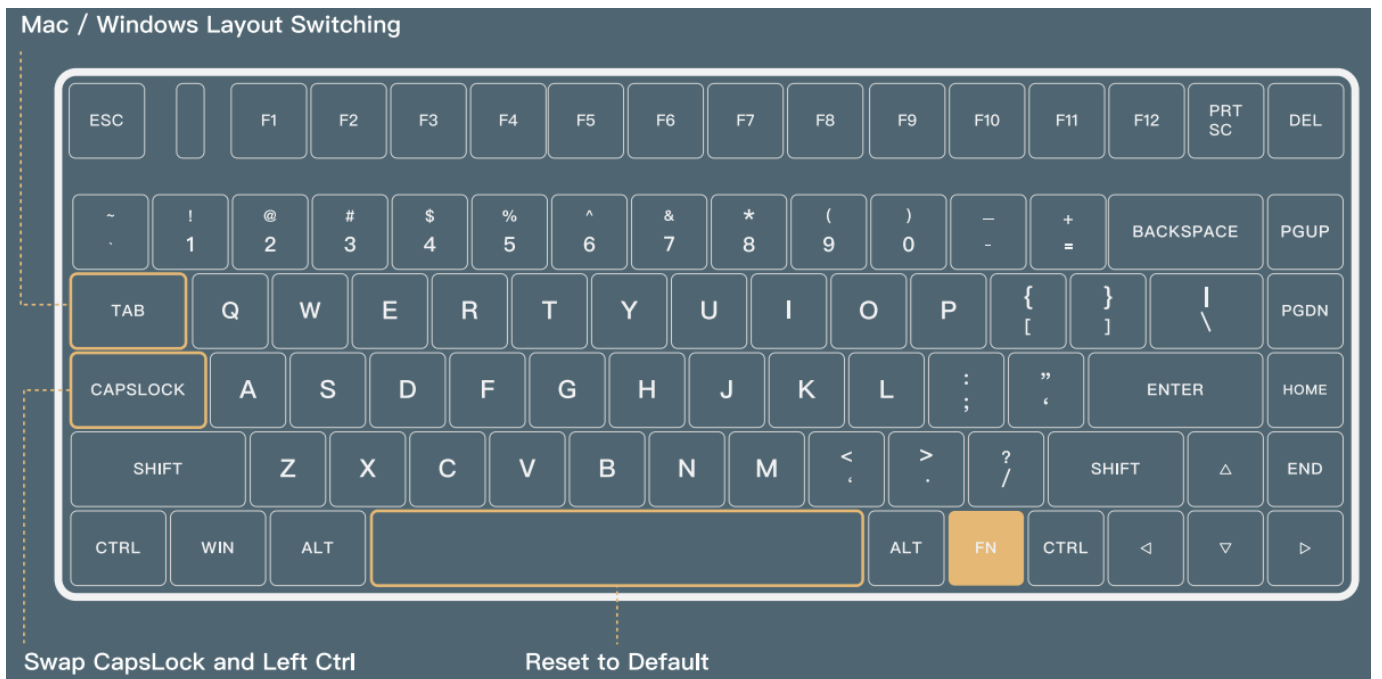 Mac / Windows Layout Switching
ESC F1 F2 F3 F4 F5 F6 F7 F8 F9 F10 F11 F12 PRT SC DEL
~ ! @ # $ % ^ & * ( ) — +
` 1 2 3 4 5 6 7 8 9 0 - = BACKSPACE PGUP
TAB Q W E R T Y U I O P { [ } ] | \ PGDN
CAPSLOCK A S D F G H J K L : ; ” ‘ ENTER HOME
SHIFT Z X C V B N M < ‘ > . ? / SHIFT △ END
CTRL WIN ALT ALT FN CTRL ◁ ▽ ▷
Swap CapsLock and Left Ctrl
Reset to Default